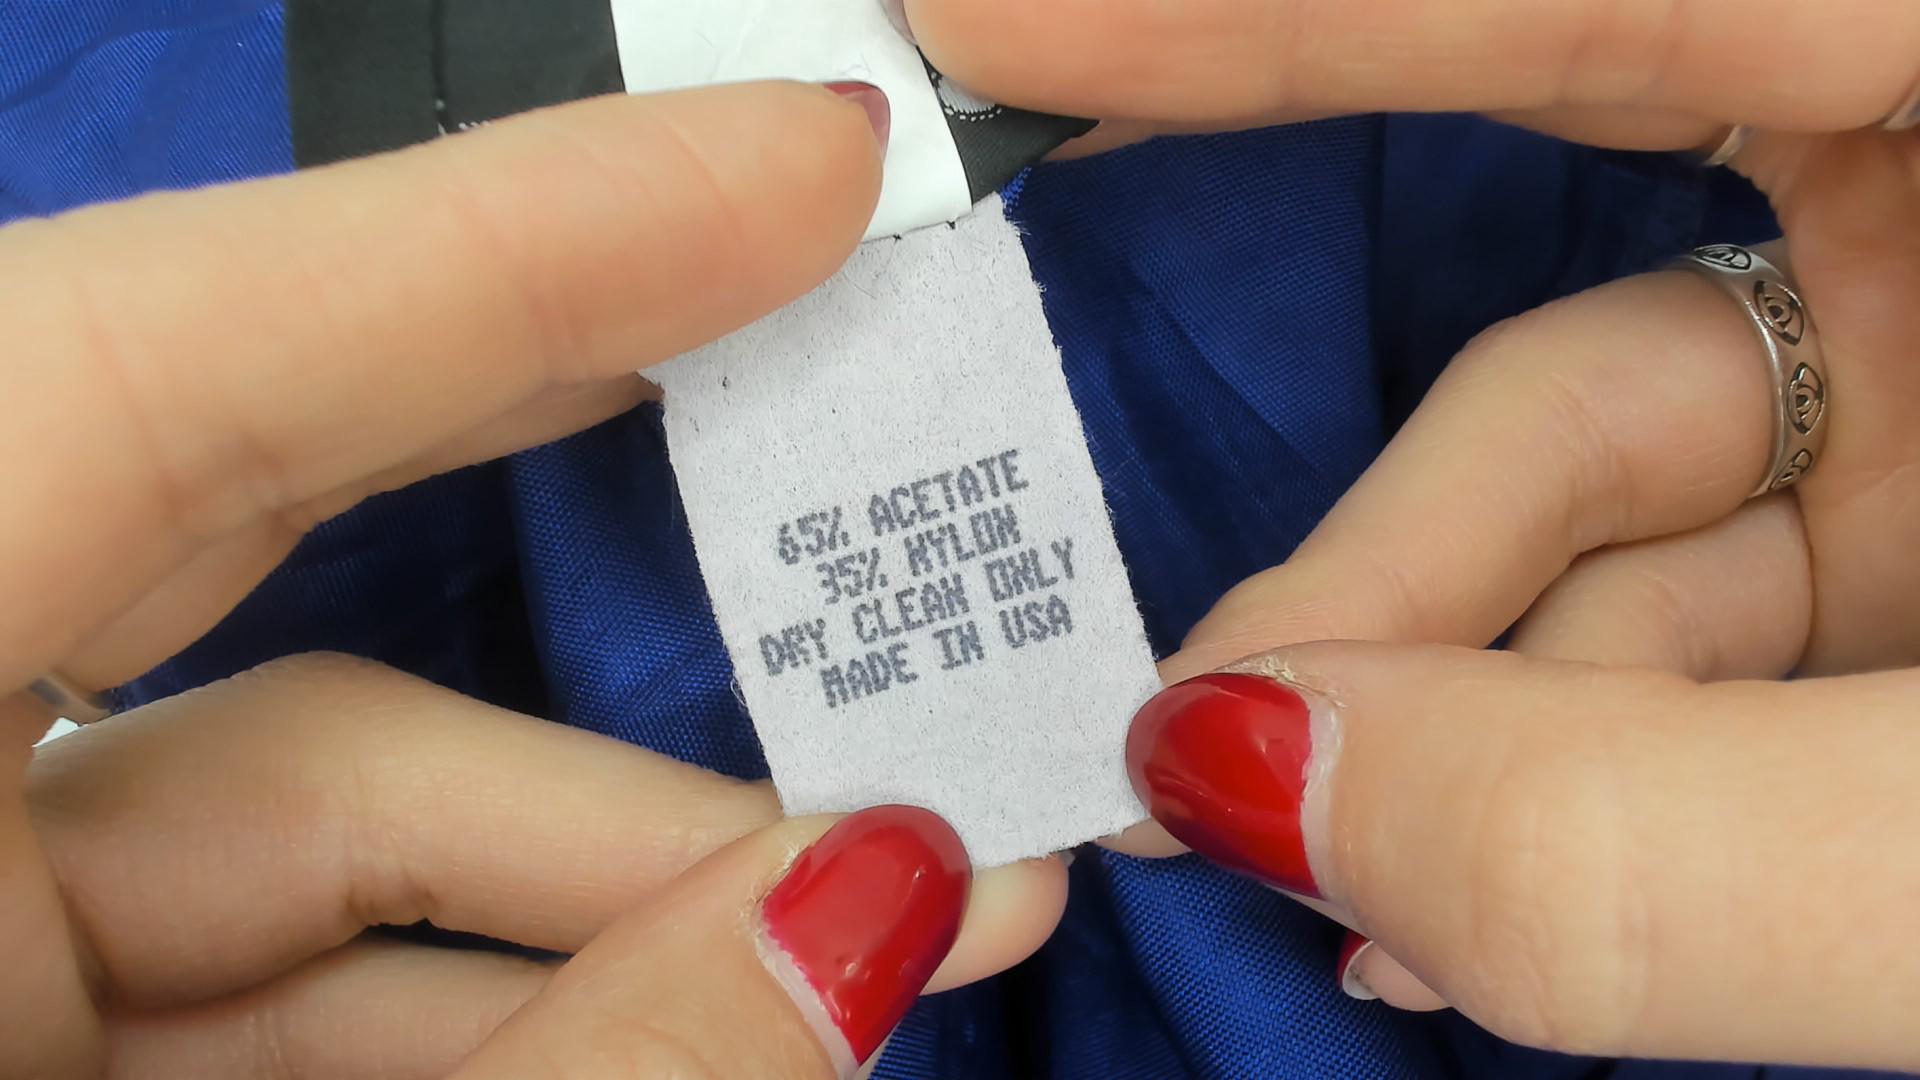 65% ACETATE
35% NYLON
DRY CLEAN ONLY
MADE IN USA